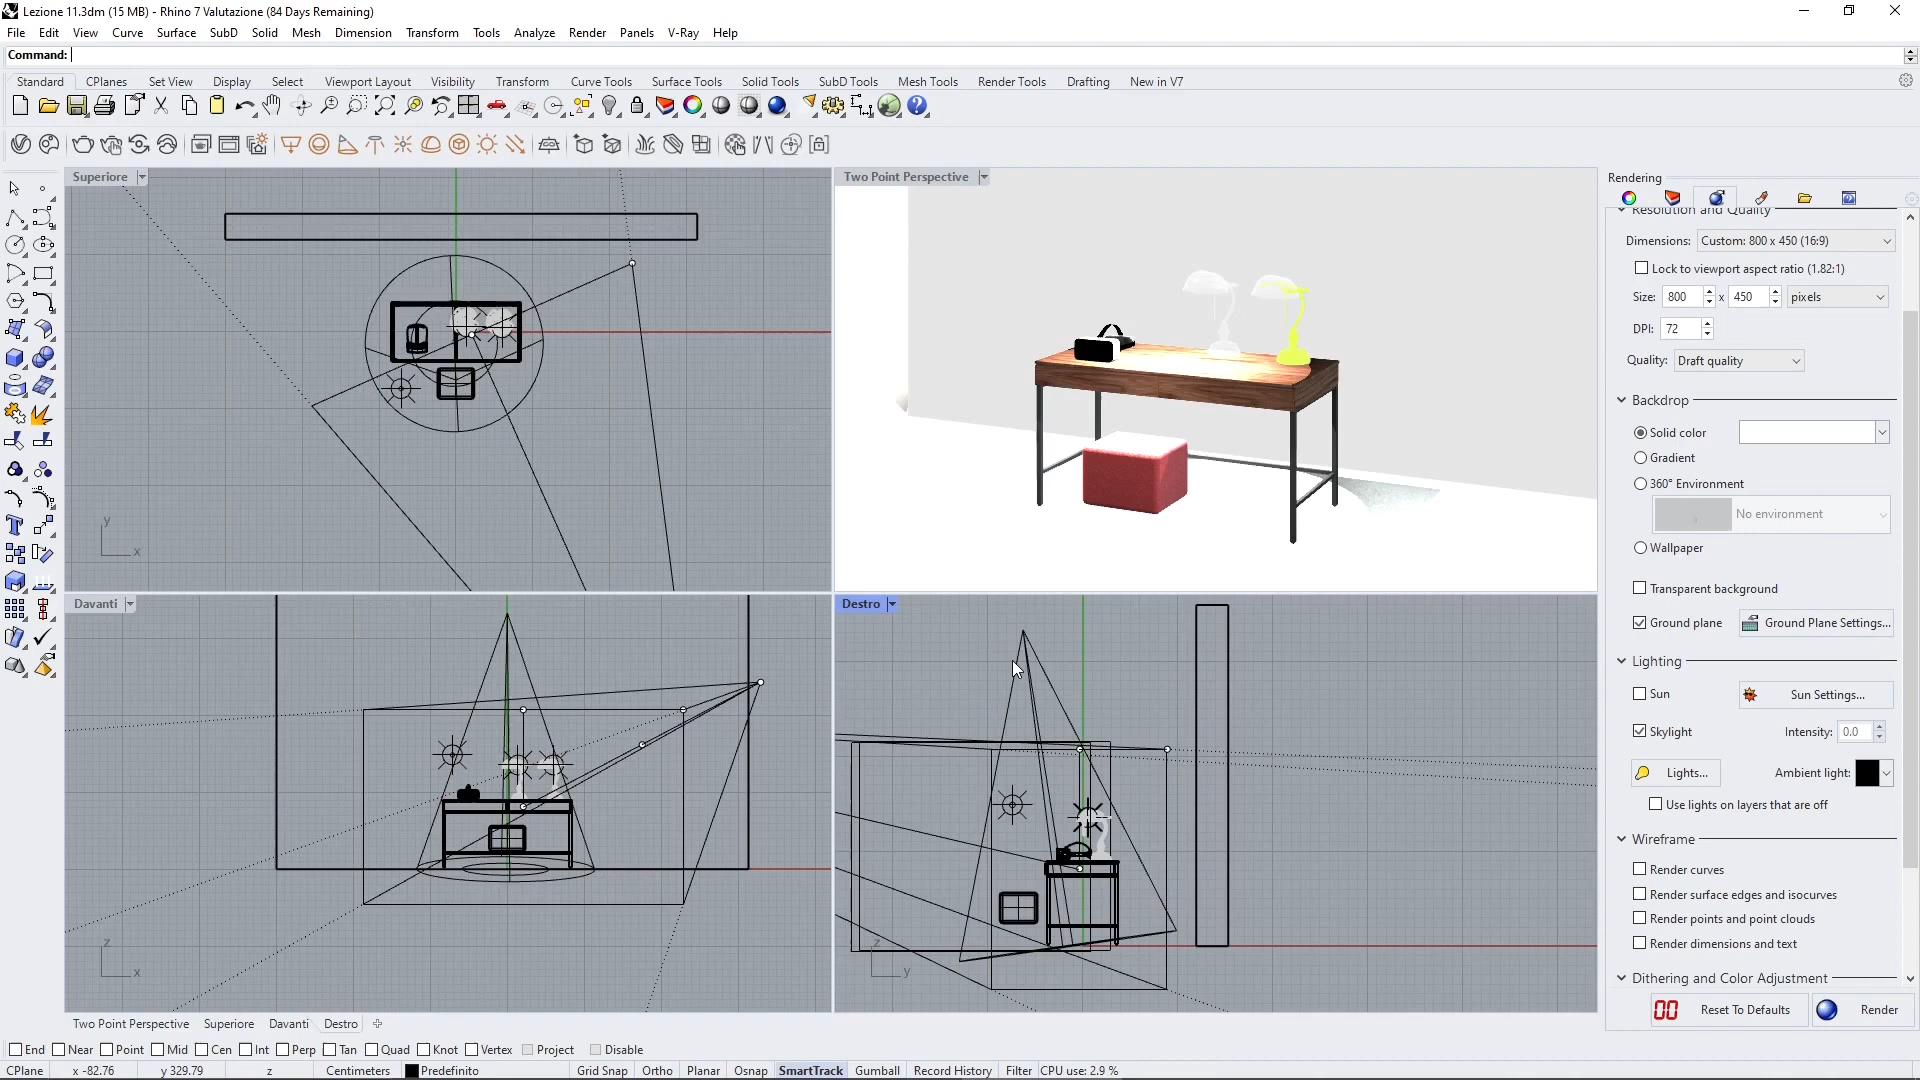 Lezione 11.3dm (15 MB) - Rhino 7 Valutazione (84 Days Remaining)
File Edit View Curve Surface SubD Solid Mesh Dimension Transform Tools Analyze Render Panels V-Ray Help
Command:
Standard CPlanes Set View Display Select Viewport Layout Visibility Transform Curve Tools Surface Tools Solid Tools SubD Tools Mesh Tools Render Tools Drafting New in V7
Superiore
y
x
Two Point Perspective
Davanti
z
x
Destro
z
y
Rendering
Resolution and Quality
Dimensions: Custom: 800 x 450 (16:9)
Lock to viewport aspect ratio (1.82:1)
Size: 800 x 450 pixels
DPI: 72
Quality: Draft quality
Backdrop
Solid color
Gradient
360° Environment
No environment
Wallpaper
Transparent background
Ground plane Ground Plane Settings...
Lighting
Sun Sun Settings...
Skylight Intensity: 0.0
Lights... Ambient light:
Use lights on layers that are off
Wireframe
Render curves
Render surface edges and isocurves
Render points and point clouds
Render dimensions and text
Dithering and Color Adjustment
Reset To Defaults Render
Two Point Perspective Superiore Davanti Destro
End Near Point Mid Cen Int Perp Tan Quad Knot Vertex Project Disable
CPlane x -82.76 y 329.79 z Centimeters Predefinito Grid Snap Ortho Planar Osnap SmartTrack Gumball Record History Filter CPU use: 2.9 %